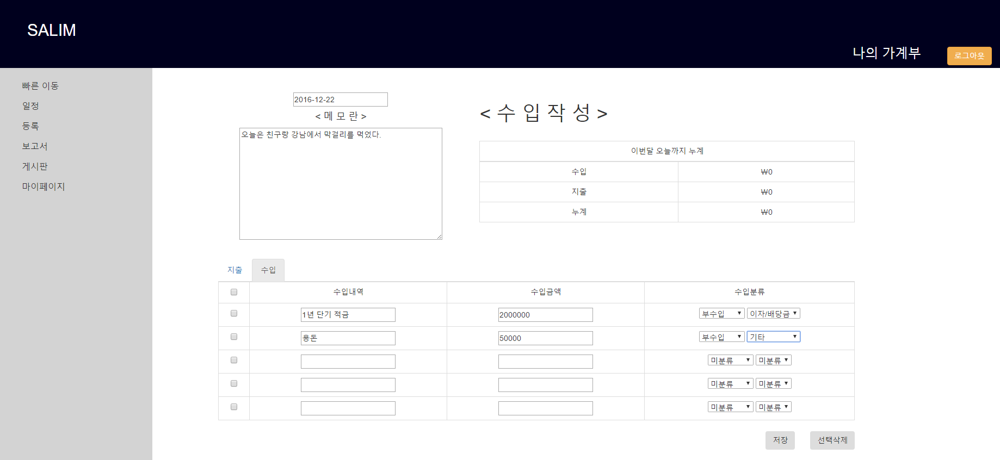 SALIM
나의 가계부
로그아웃
빠른 이동
일정
등록
보고서
게시판
마이페이지
2016-12-22
< 메 모 란 >
오늘은 친구랑 강남에서 막걸리를 먹었다.
< 수 입 작 성 >
이번달 오늘까지 누계
수입 ₩0
지출 ₩0
누계 ₩0
지출 수입
수입내역 수입금액 수입분류
1년 단기 적금 2000000 부수입 이자/배당금
용돈 50000 부수입 기타
미분류 미분류
미분류 미분류
미분류 미분류
저장 선택삭제